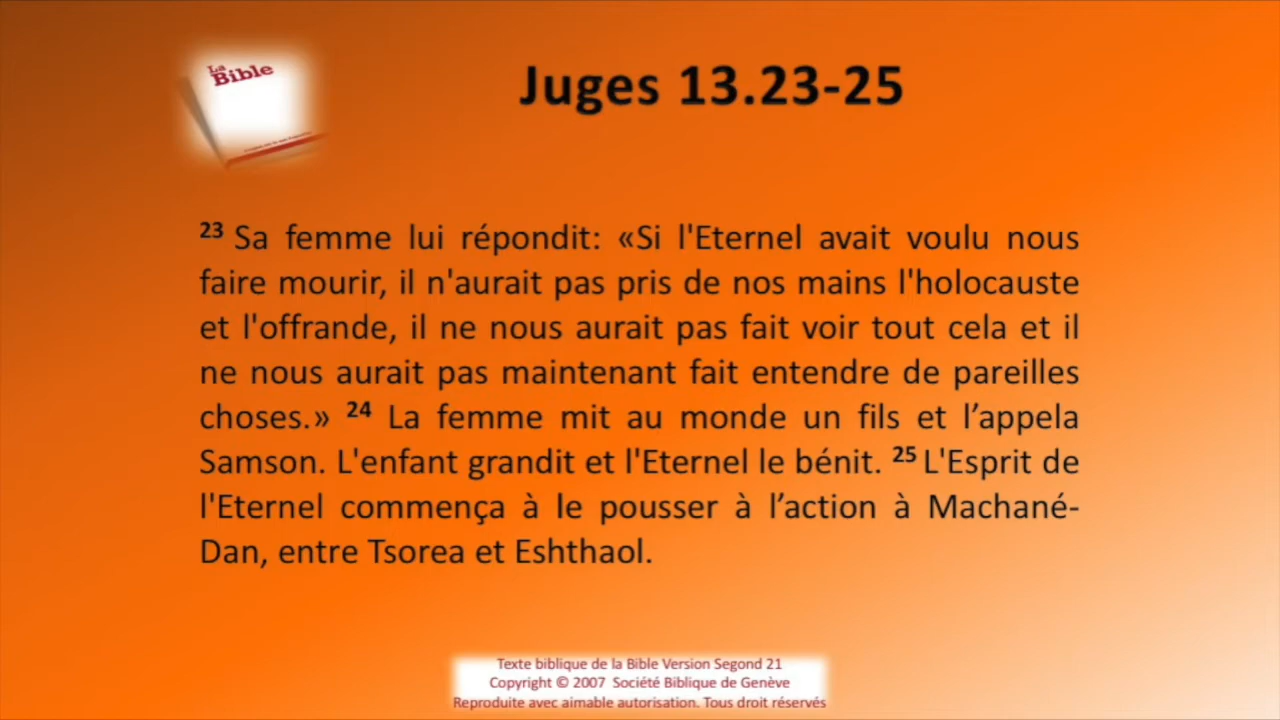 La
Bible
Juges 13.23-25
23 Sa femme lui répondit: «Si l'Eternel avait voulu nous
faire mourir, il n'aurait pas pris de nos mains l'holocauste
et l'offrande, il ne nous aurait pas fait voir tout cela et il
ne nous aurait pas maintenant fait entendre de pareilles
choses.» 24 La femme mit au monde un fils et l’appela
Samson. L'enfant grandit et l'Eternel le bénit. 25 L'Esprit de
l'Eternel commença à le pousser à l’action à Machané-
Dan, entre Tsorea et Eshthaol.
Texte biblique de la Bible Version Segond 21
Copyright © 2007 Société Biblique de Genève
Reproduite avec aimable autorisation. Tous droit réservés